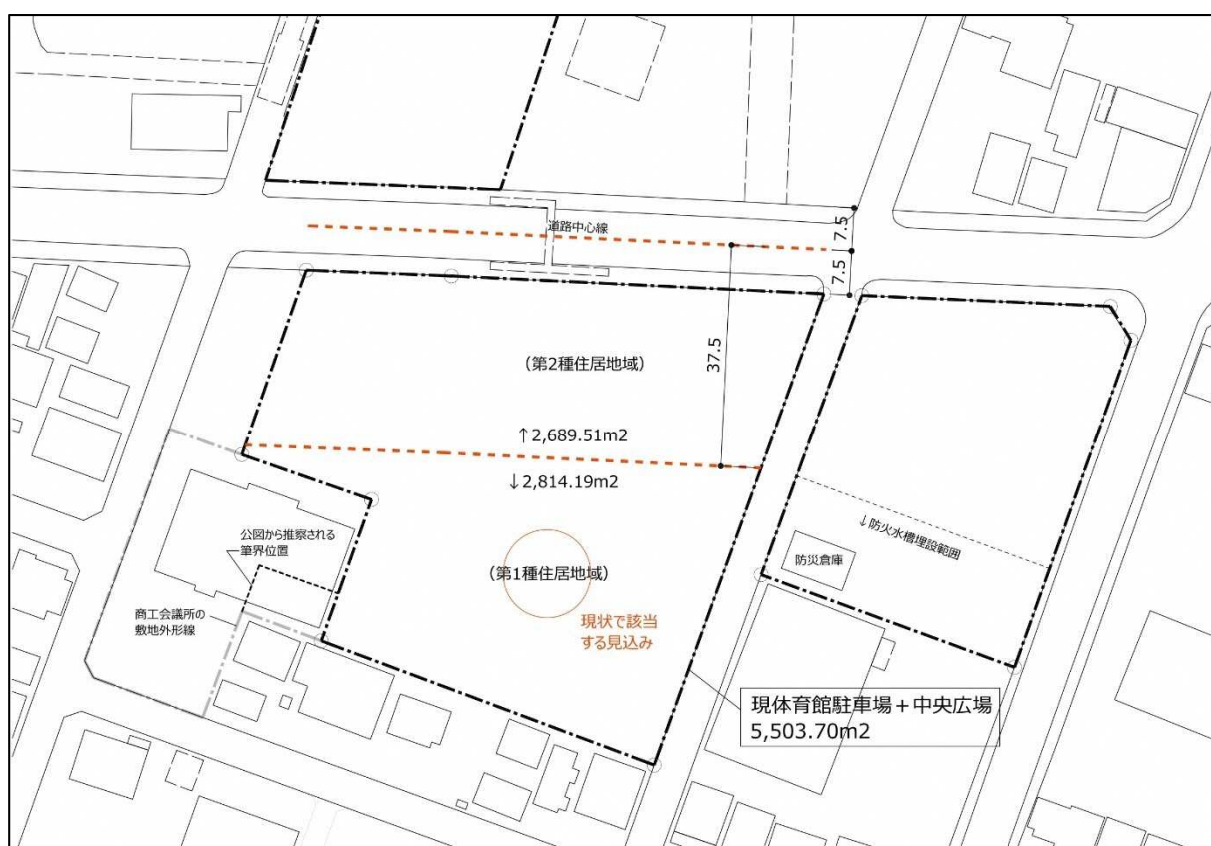 道路中心線
7.5
7.5
37.5
（第2種住居地域）
↑2,689.51m2
↓2,814.19m2
↓防火水槽埋設範囲
防災倉庫
公図から推察される
筆界位置
（第1種住居地域）
商工会議所の
敷地外形線
現状で該当
する見込み
現体育館駐車場＋中央広場
5,503.70m2